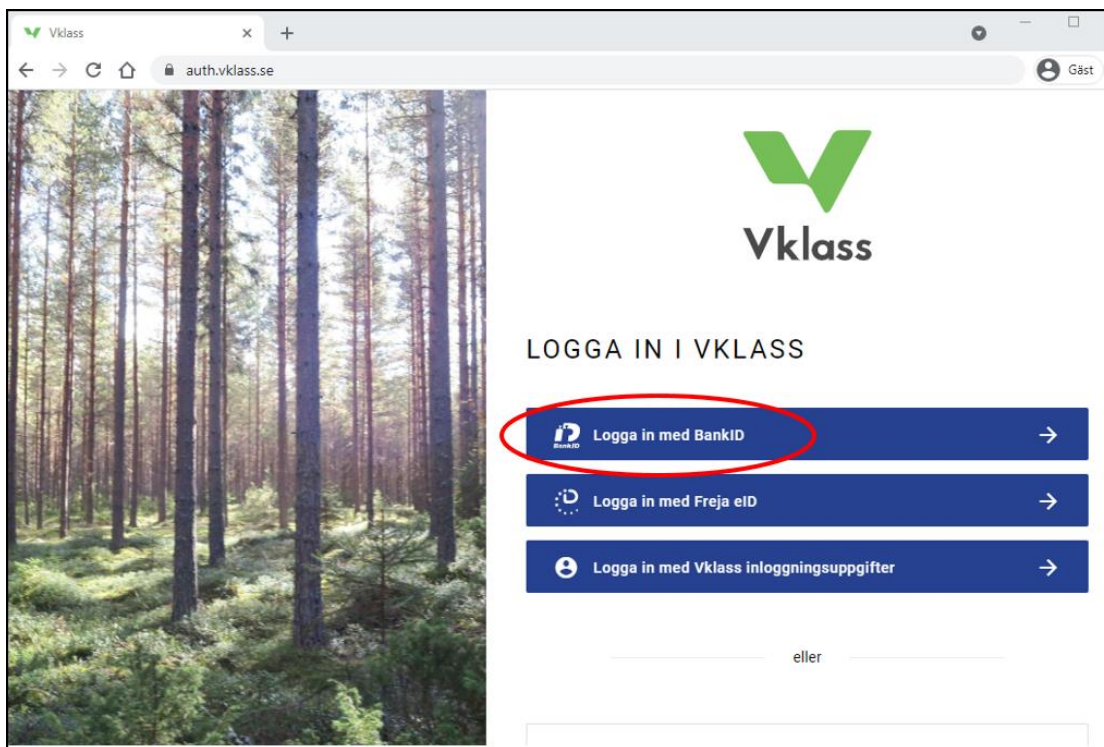 Vklass
auth.vklass.se
Gäst
Vklass
LOGGA IN I VKLASS
BankID
Logga in med BankID
Logga in med Freja eID
Logga in med Vklass inloggningsuppgifter
eller